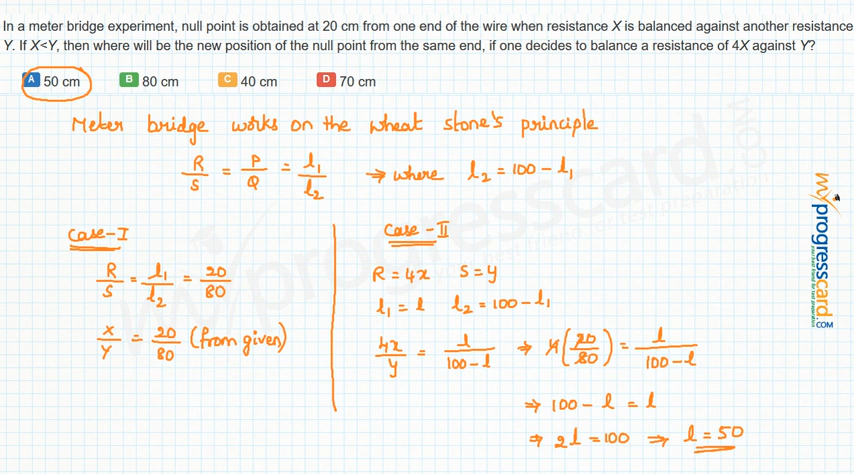 In a meter bridge experiment, null point is obtained at 20 cm from one end of the wire when resistance X is balanced against another resistance
Y. If X<Y, then where will be the new position of the null point from the same end, if one decides to balance a resistance of 4X against Y?
A 50 cm B 80 cm C 40 cm D 70 cm
Meter bridge works on the wheat stone's principle
R/S = P/Q = l₁/l₂ → where l₂ = 100 - l₁
Case-I
R/S = l₁/l₂ = 20/80
X/Y = 20/80 (from given)
Case-II
R = 4x S = y
l₁ = l l₂ = 100 - l₁
4x/y = l/(100-l) ⇒ 4(20/80) = l/(100-l)
⇒ 100 - l = l
⇒ 2l = 100 ⇒ l = 50
myprogresscard.com